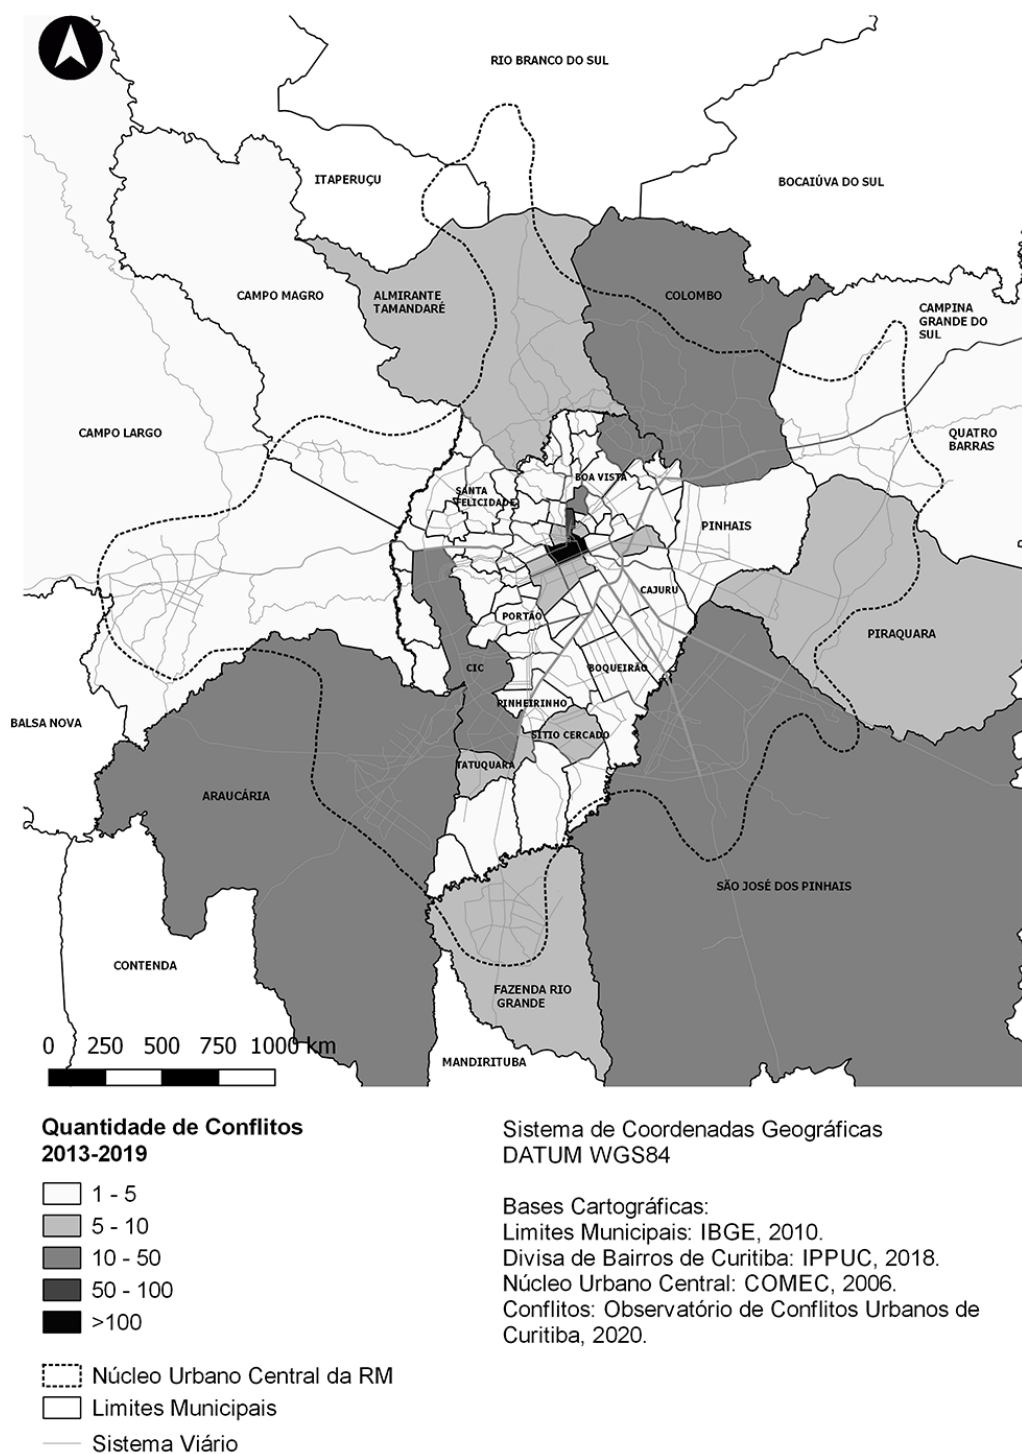 RIO BRANCO DO SUL
ITAPERUÇU
BOCAIÚVA DO SUL
CAMPO MAGRO
ALMIRANTE
TAMANDARÉ
COLOMBO
CAMPINA
GRANDE DO
SUL
CAMPO LARGO
QUATRO
BARRAS
BOA VISTA
SANTA
FELICIDADE
PINHAIS
CAJURU
PORTÃO
PIRAQUARA
CIC
BOQUEIRÃO
PINHEIRINHO
BALSA NOVA
SÍTIO CERCADO
TATUQUARA
ARAUCÁRIA
SÃO JOSÉ DOS PINHAIS
CONTENDA
FAZENDA RIO
GRANDE
MANDIRITUBA
0 250 500 750 1000 km
Quantidade de Conflitos
2013-2019
1 - 5
5 - 10
10 - 50
50 - 100
>100
Núcleo Urbano Central da RM
Limites Municipais
Sistema Viário
Sistema de Coordenadas Geográficas
DATUM WGS84
Bases Cartográficas:
Limites Municipais: IBGE, 2010.
Divisa de Bairros de Curitiba: IPPUC, 2018.
Núcleo Urbano Central: COMEC, 2006.
Conflitos: Observatório de Conflitos Urbanos de
Curitiba, 2020.